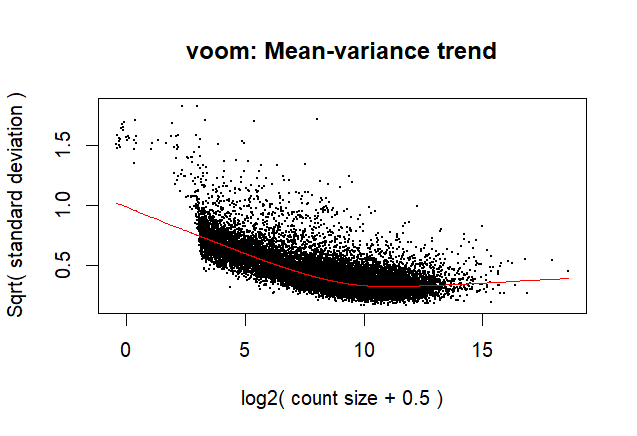 voom: Mean-variance trend
Sqrt( standard deviation )
1.5
1.0
0.5
0 5 10 15
log2( count size + 0.5 )